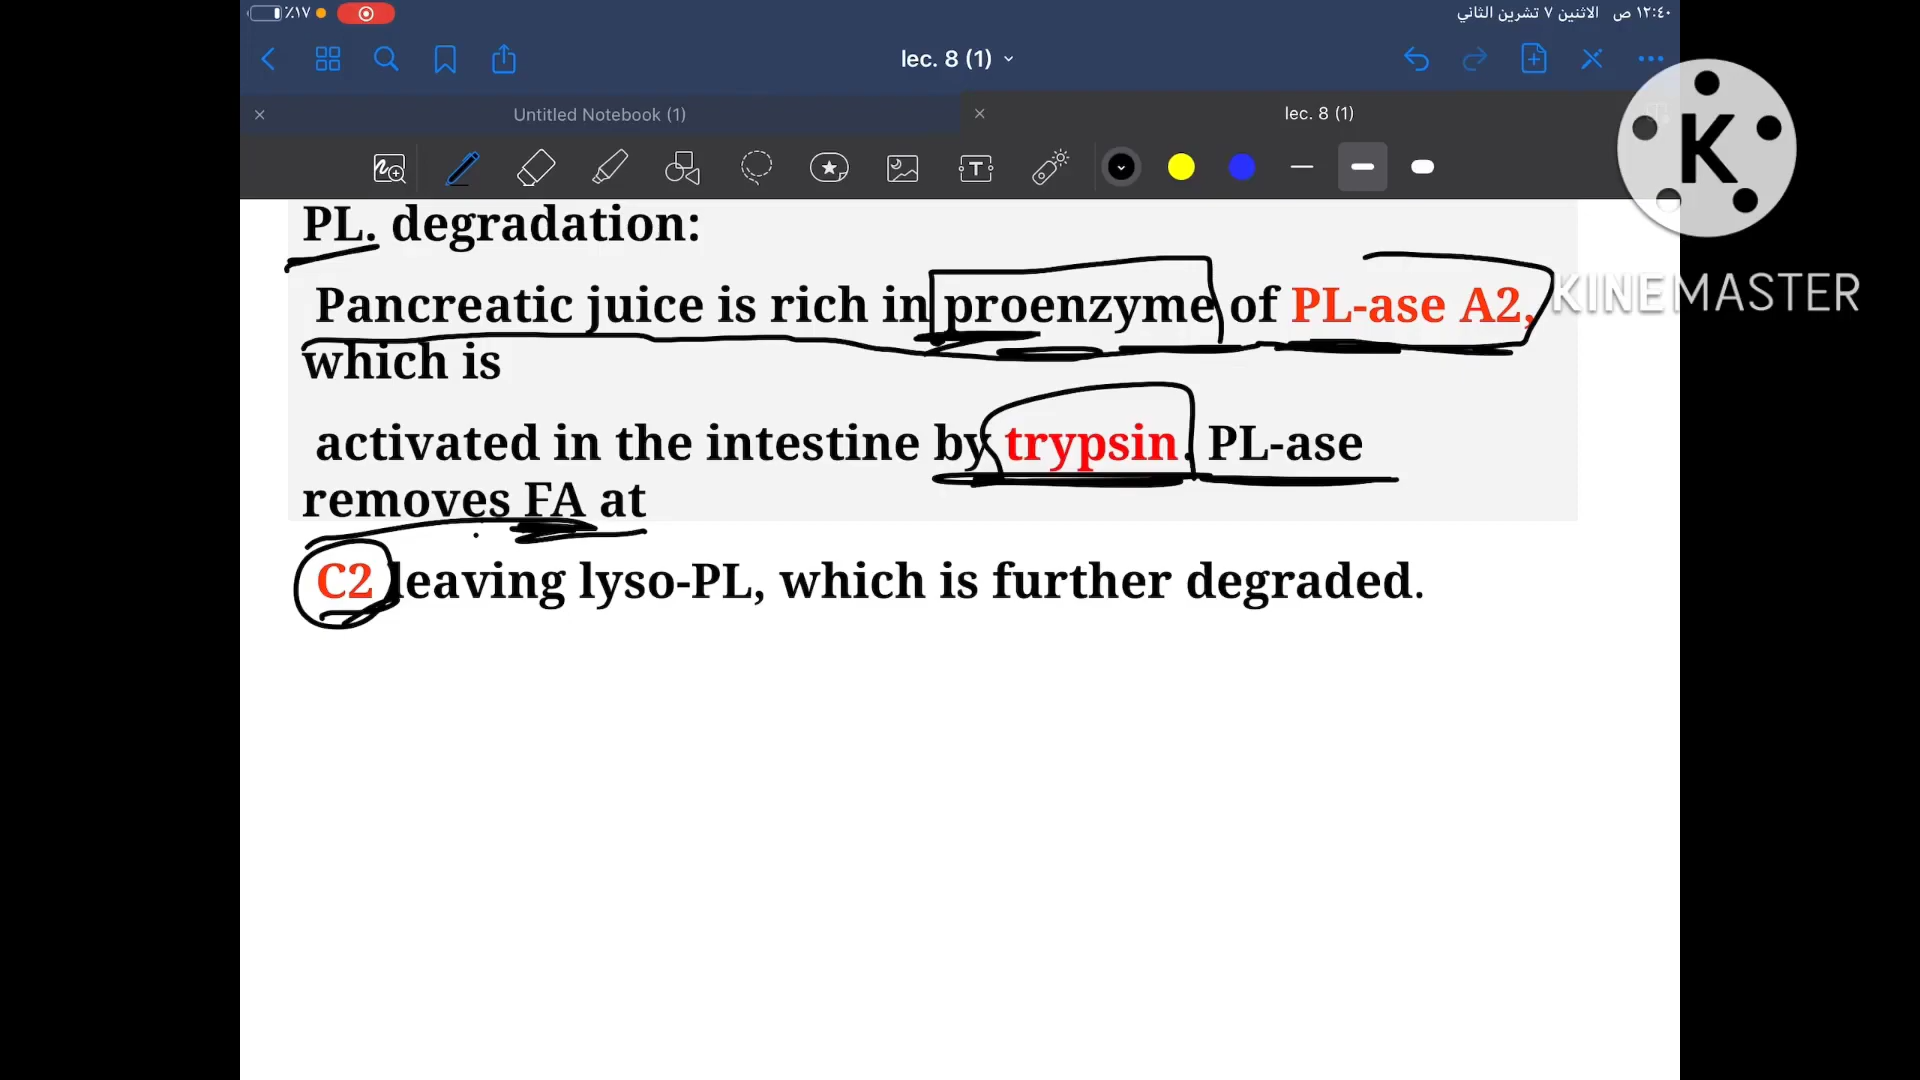 ٪١٧
١٢:٤٠ ص الاثنين ٧ تشرين الثاني
lec. 8 (1)
Untitled Notebook (1)
lec. 8 (1)
K
KINEMASTER
PL. degradation:
Pancreatic juice is rich in proenzyme of PL-ase A2,
which is
activated in the intestine by trypsin. PL-ase
removes FA at
C2 leaving lyso-PL, which is further degraded.